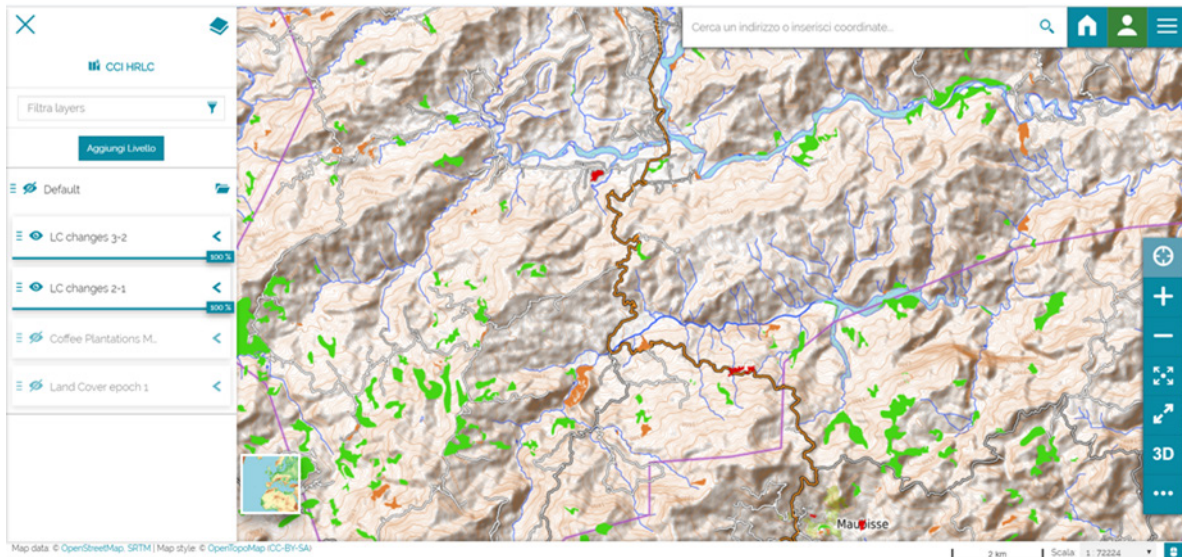 CCI HRLC
Filtra layers
Aggiungi Livello
Default
LC changes 3-2
100 %
LC changes 2-1
100 %
Coffee Plantations M...
Land Cover epoch 1
Cerca un indirizzo o inserisci coordinate...
3D
Maubisse
Map data: © OpenStreetMap, SRTM | Map style: © OpenTopoMap (CC-BY-SA)
2 km
Scala 1 : 72224